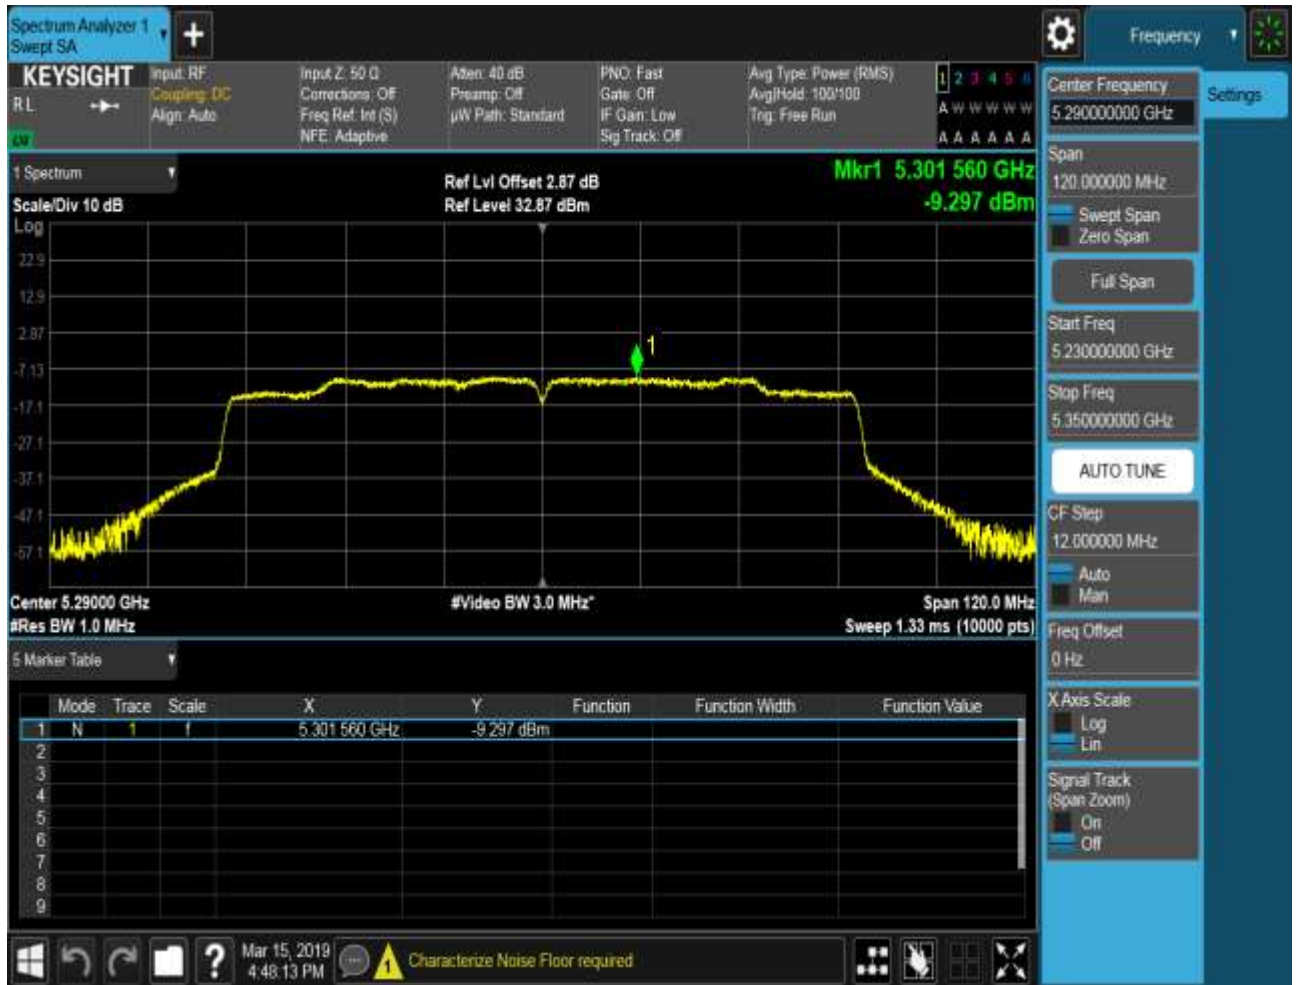 Spectrum Analyzer 1
Swept SA
Frequency
KEYSIGHT
R L
Input: RF
Coupling: DC
Align: Auto
Input Z: 50 Ω
Corrections: Off
Freq Ref: Int (S)
NFE: Adaptive
Atten: 40 dB
Preamp: Off
µW Path: Standard
PNO: Fast
Gate: Off
IF Gain: Low
Sig Track: Off
Avg Type: Power (RMS)
Avg|Hold: 100/100
Trig: Free Run
1 2 3 4 5 6
A W W W W W
A A A A A A
1 Spectrum
Scale/Div 10 dB
Log
Ref Lvl Offset 2.87 dB
Ref Level 32.87 dBm
Mkr1 5.301 560 GHz
-9.297 dBm
22.9
12.9
2.87
-7.13
-17.1
-27.1
-37.1
-47.1
-57.1
1
Center 5.29000 GHz
#Res BW 1.0 MHz
#Video BW 3.0 MHz*
Span 120.0 MHz
Sweep 1.33 ms (10000 pts)
5 Marker Table
Mode Trace Scale X Y Function Function Width Function Value
1 N 1 f 5.301 560 GHz -9.297 dBm
2
3
4
5
6
7
8
9
Mar 15, 2019
4:48:13 PM
1
Characterize Noise Floor required
Center Frequency
5.290000000 GHz
Settings
Span
120.000000 MHz
Swept Span
Zero Span
Full Span
Start Freq
5.230000000 GHz
Stop Freq
5.350000000 GHz
AUTO TUNE
CF Step
12.000000 MHz
Auto
Man
Freq Offset
0 Hz
X Axis Scale
Log
Lin
Signal Track
(Span Zoom)
On
Off